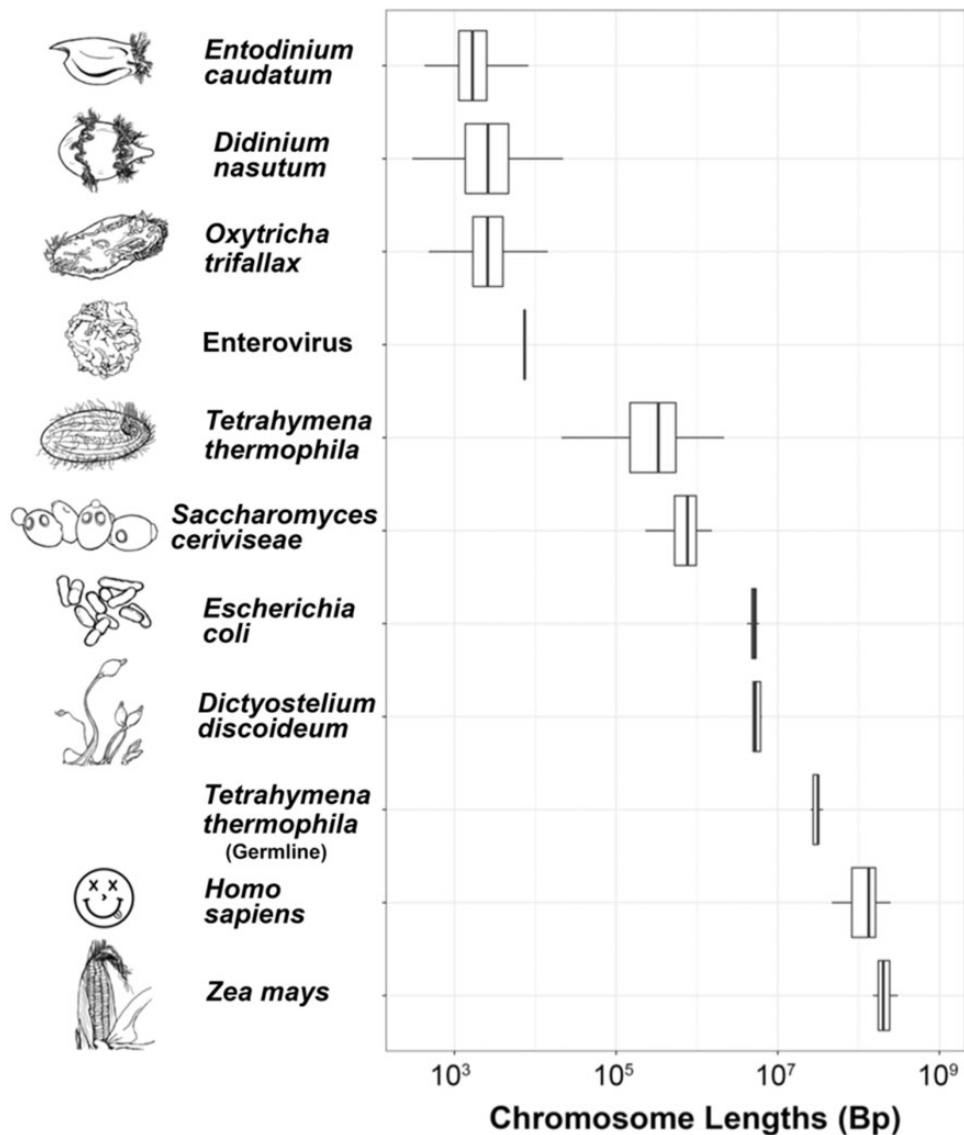 Entodinium
caudatum
Didinium
nasutum
Oxytricha
trifallax
Enterovirus
Tetrahymena
thermophila
Saccharomyces
ceriviseae
Escherichia
coli
Dictyostelium
discoideum
Tetrahymena
thermophila
(Germline)
Homo
sapiens
Zea mays
10³ 10⁵ 10⁷ 10⁹
Chromosome Lengths (Bp)